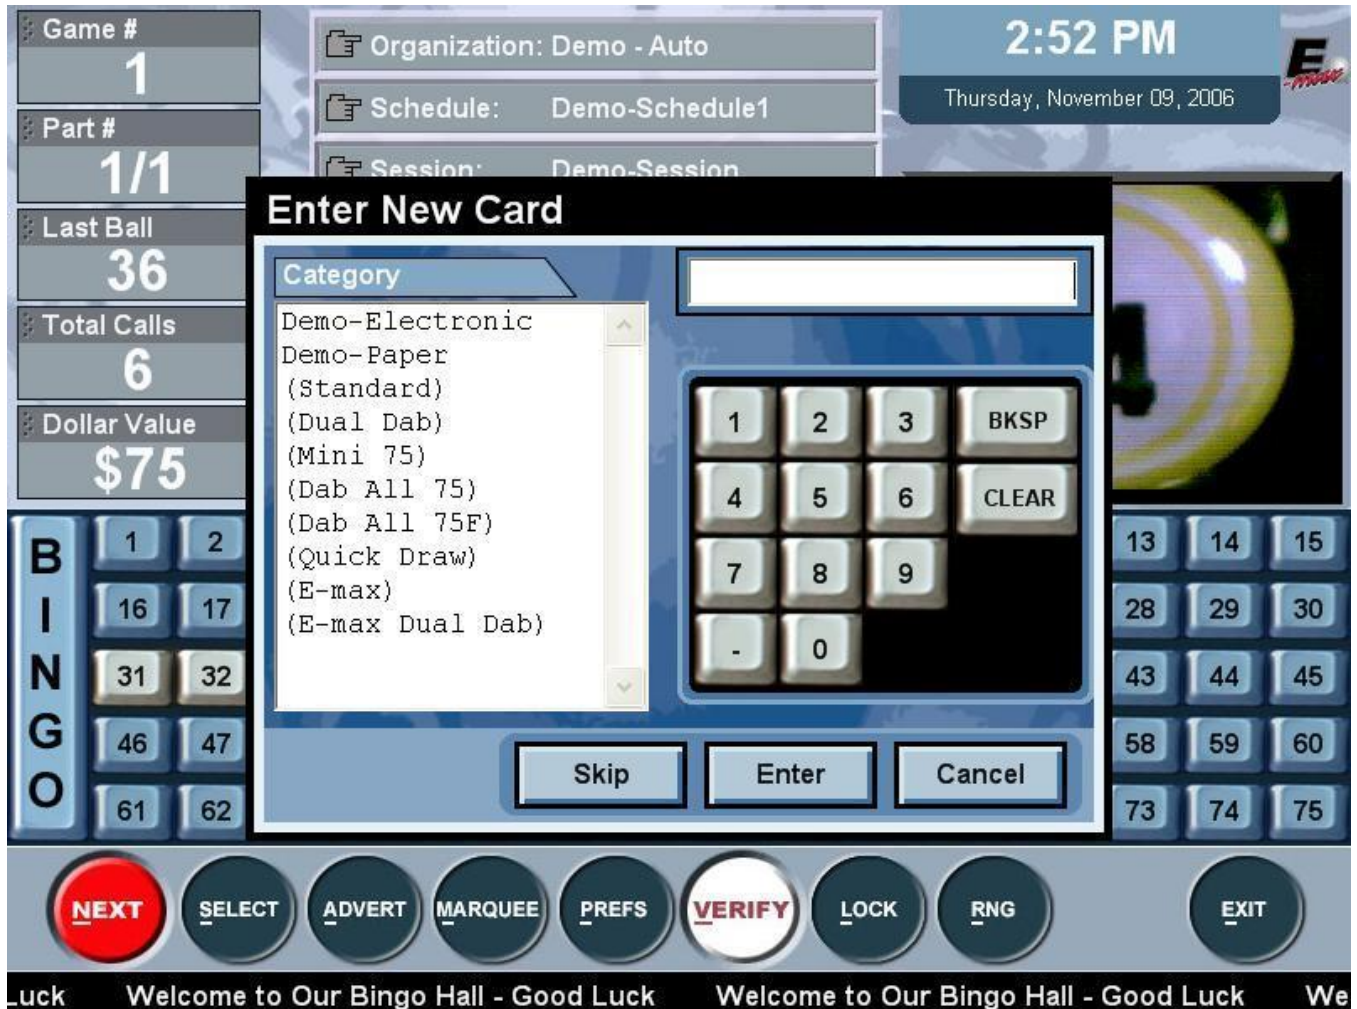 Game #
1
Part #
1/1
Last Ball
36
Total Calls
6
Dollar Value
$75
Organization: Demo - Auto
Schedule: Demo-Schedule1
Session: Demo-Session
2:52 PM
Thursday, November 09, 2006
E
-max
Enter New Card
Category
Demo-Electronic
Demo-Paper
(Standard)
(Dual Dab)
(Mini 75)
(Dab All 75)
(Dab All 75F)
(Quick Draw)
(E-max)
(E-max Dual Dab)
1 2 3 BKSP
4 5 6 CLEAR
7 8 9
- 0
Skip Enter Cancel
B 1 2 13 14 15
I 16 17 28 29 30
N 31 32 43 44 45
G 46 47 58 59 60
O 61 62 73 74 75
NEXT SELECT ADVERT MARQUEE PREFS VERIFY LOCK RNG EXIT
Luck Welcome to Our Bingo Hall - Good Luck Welcome to Our Bingo Hall - Good Luck We